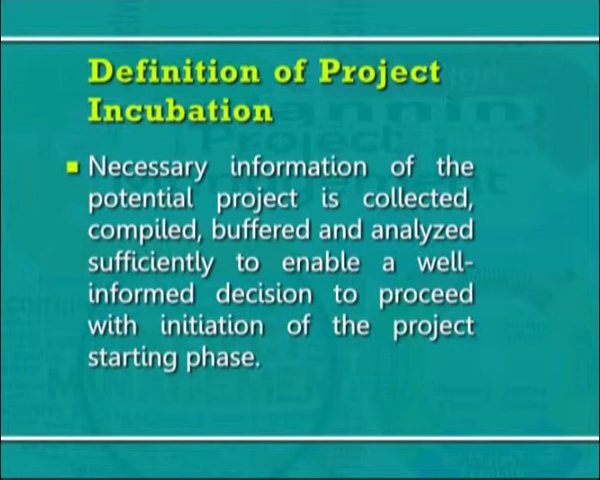 Definition of Project
Incubation
Necessary information of the
potential project is collected,
compiled, buffered and analyzed
sufficiently to enable a well-
informed decision to proceed
with initiation of the project
starting phase.